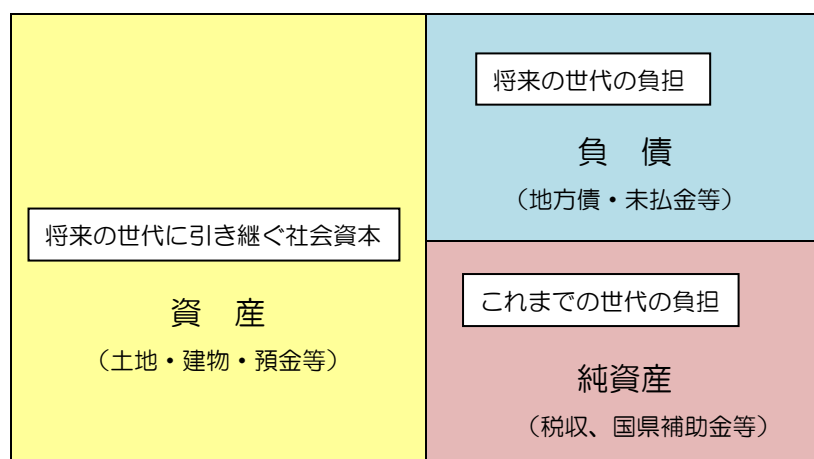 将来の世代に引き継ぐ社会資本
資　産
（土地・建物・預金等）
将来の世代の負担
負　債
（地方債・未払金等）
これまでの世代の負担
純資産
（税収、国県補助金等）